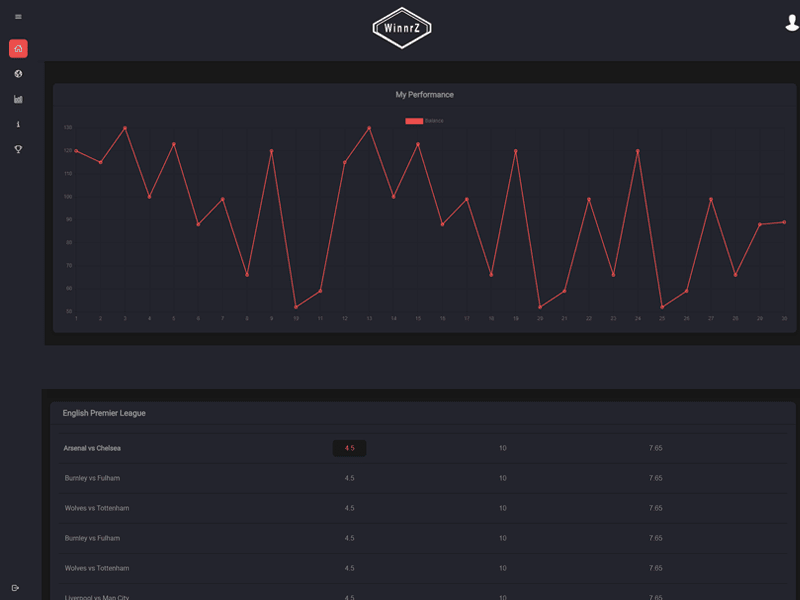 WinnrZ
My Performance
Balance
130
120
110
100
90
80
70
60
50
1 2 3 4 5 6 7 8 9 10 11 12 13 14 15 16 17 18 19 20 21 22 23 24 25 26 27 28 29 30
English Premier League
Arsenal vs Chelsea 4.5 10 7.65
Burnley vs Fulham 4.5 10 7.65
Wolves vs Tottenham 4.5 10 7.65
Burnley vs Fulham 4.5 10 7.65
Wolves vs Tottenham 4.5 10 7.65
Liverpool vs Man City 4.5 10 7.65